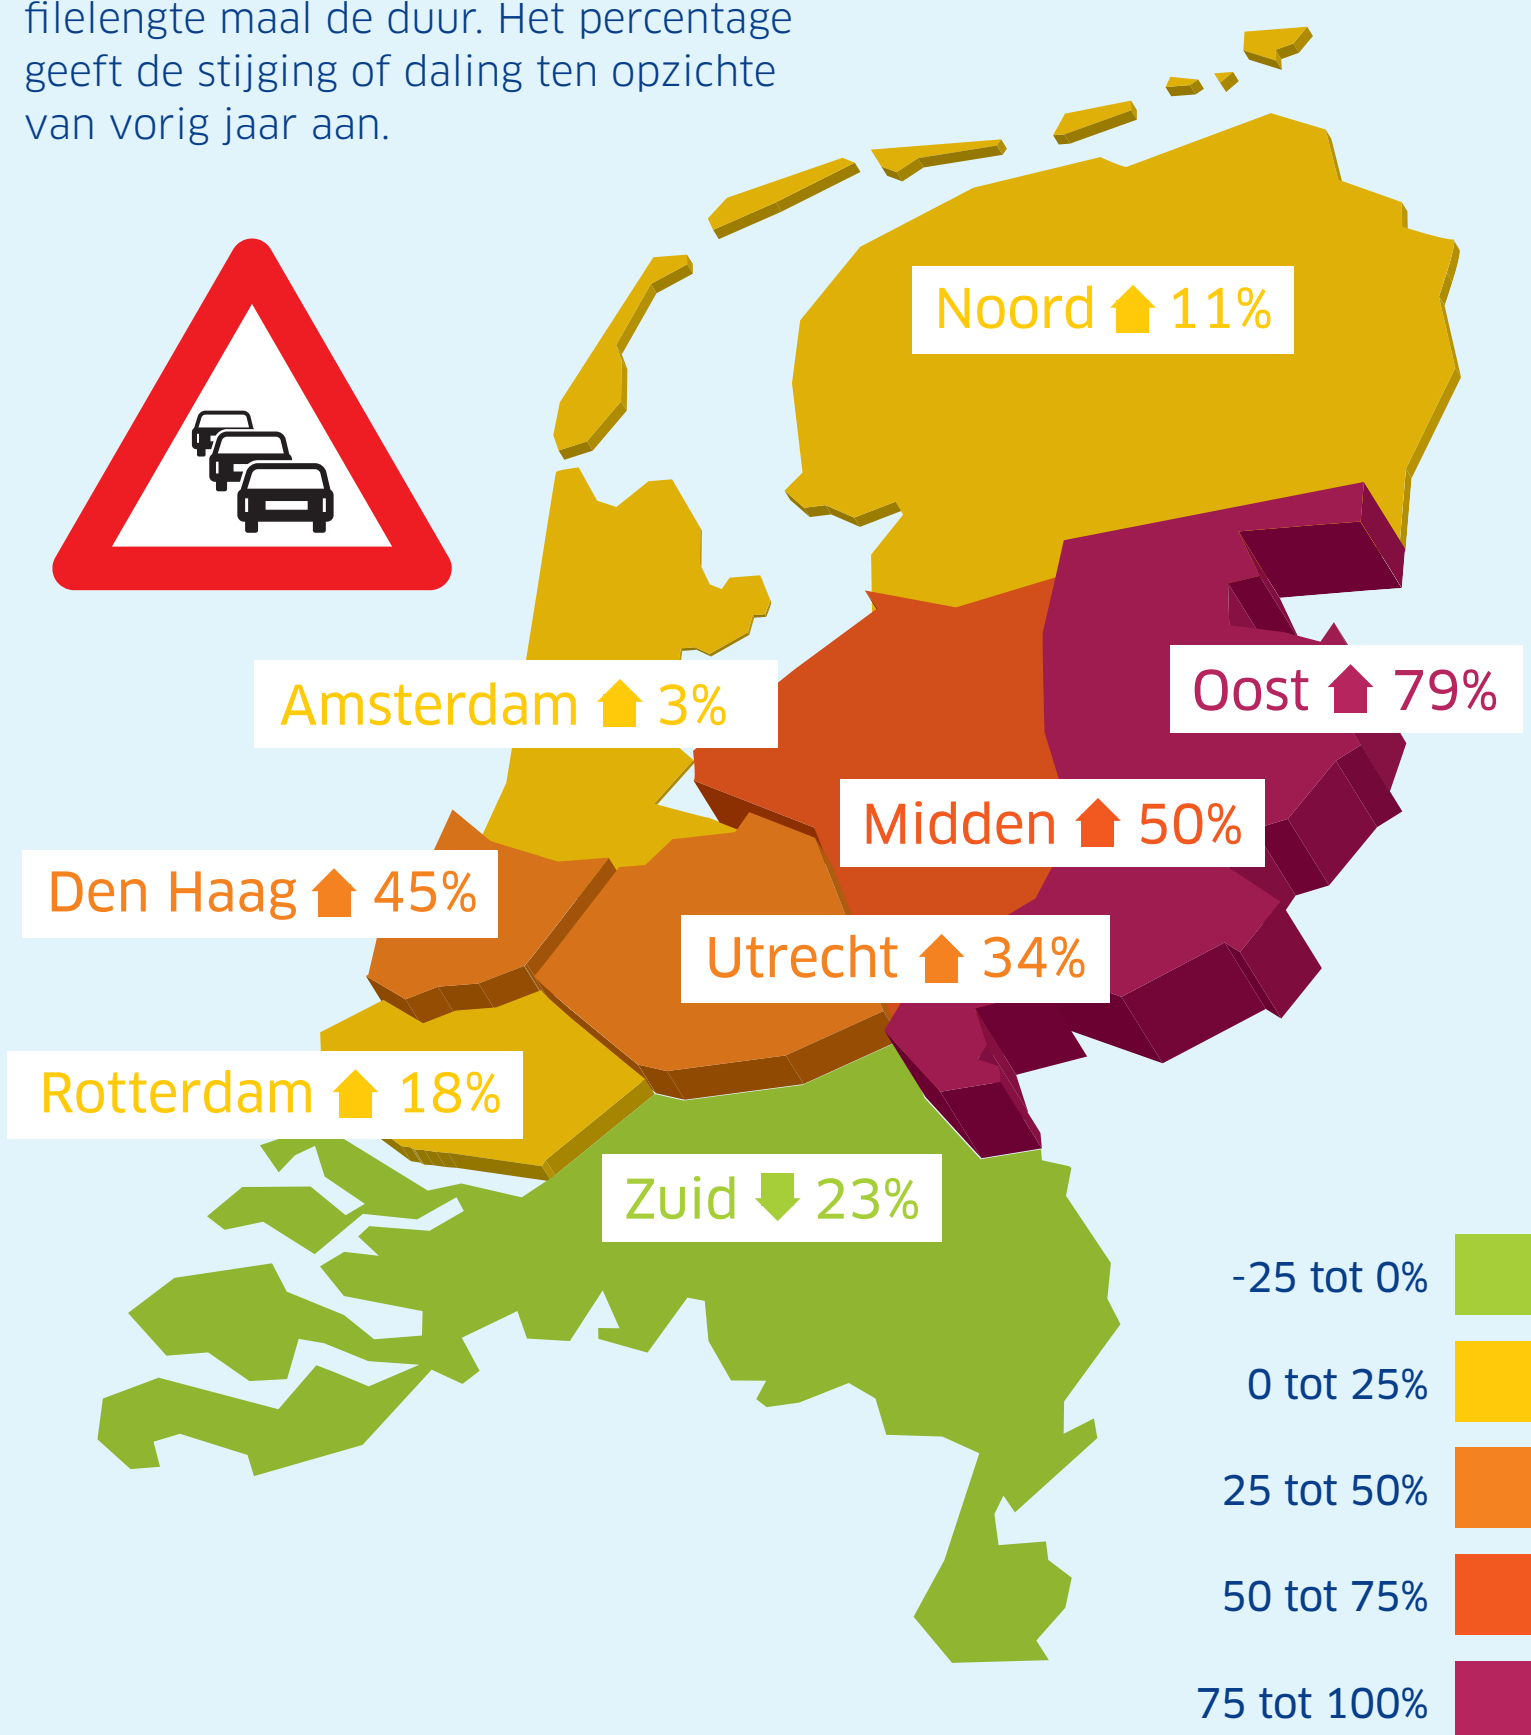 filelengte maal de duur. Het percentage
geeft de stijging of daling ten opzichte
van vorig jaar aan.
Noord 11%
Oost 79%
Amsterdam 3%
Midden 50%
Den Haag 45%
Utrecht 34%
Rotterdam 18%
Zuid 23%
-25 tot 0%
0 tot 25%
25 tot 50%
50 tot 75%
75 tot 100%